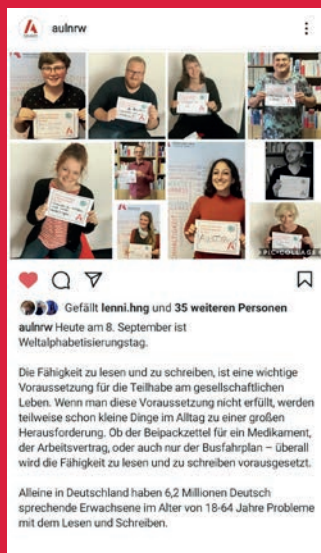 aulnrw
PIC•COLLAGE
Gefällt lenni.hng und 35 weiteren Personen
aulnrw Heute am 8. September ist
Weltalphabetisierungstag.
Die Fähigkeit zu lesen und zu schreiben, ist eine wichtige
Voraussetzung für die Teilhabe am gesellschaftlichen
Leben. Wenn man diese Voraussetzung nicht erfüllt, werden
teilweise schon kleine Dinge im Alltag zu einer großen
Herausforderung. Ob der Beipackzettel für ein Medikament,
der Arbeitsvertrag, oder auch nur der Busfahrplan – überall
wird die Fähigkeit zu lesen und zu schreiben vorausgesetzt.
Alleine in Deutschland haben 6,2 Millionen Deutsch
sprechende Erwachsene im Alter von 18-64 Jahre Probleme
mit dem Lesen und Schreiben.